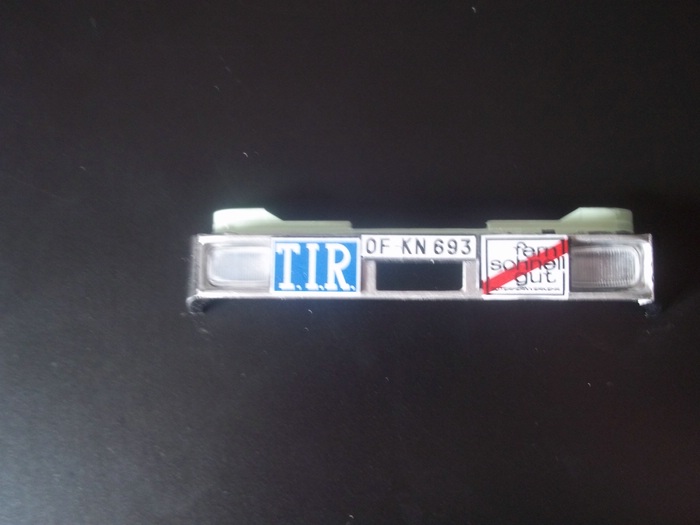 T.I.R.
OF-KN 693
fern
schnell
gut